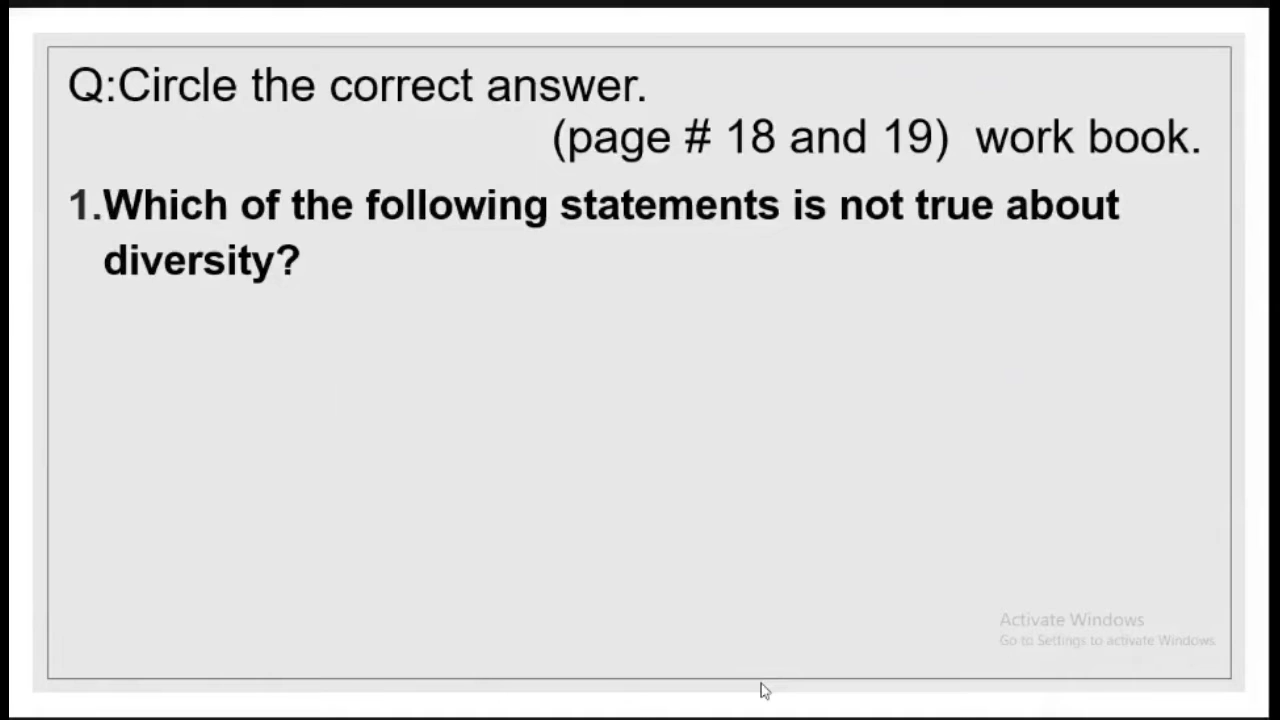 Q:Circle the correct answer.
(page # 18 and 19) work book.
1.Which of the following statements is not true about
diversity?
Activate Windows
Go to Settings to activate Windows.